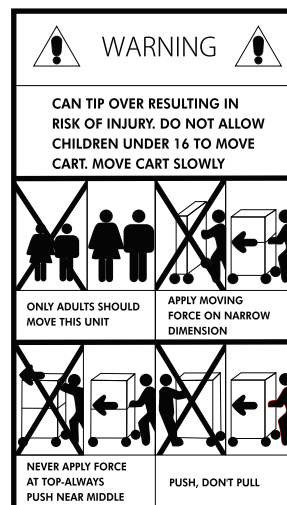 WARNING
CAN TIP OVER RESULTING IN
RISK OF INJURY. DO NOT ALLOW
CHILDREN UNDER 16 TO MOVE
CART. MOVE CART SLOWLY
ONLY ADULTS SHOULD
MOVE THIS UNIT
APPLY MOVING
FORCE ON NARROW
DIMENSION
NEVER APPLY FORCE
AT TOP-ALWAYS
PUSH NEAR MIDDLE
PUSH, DON'T PULL